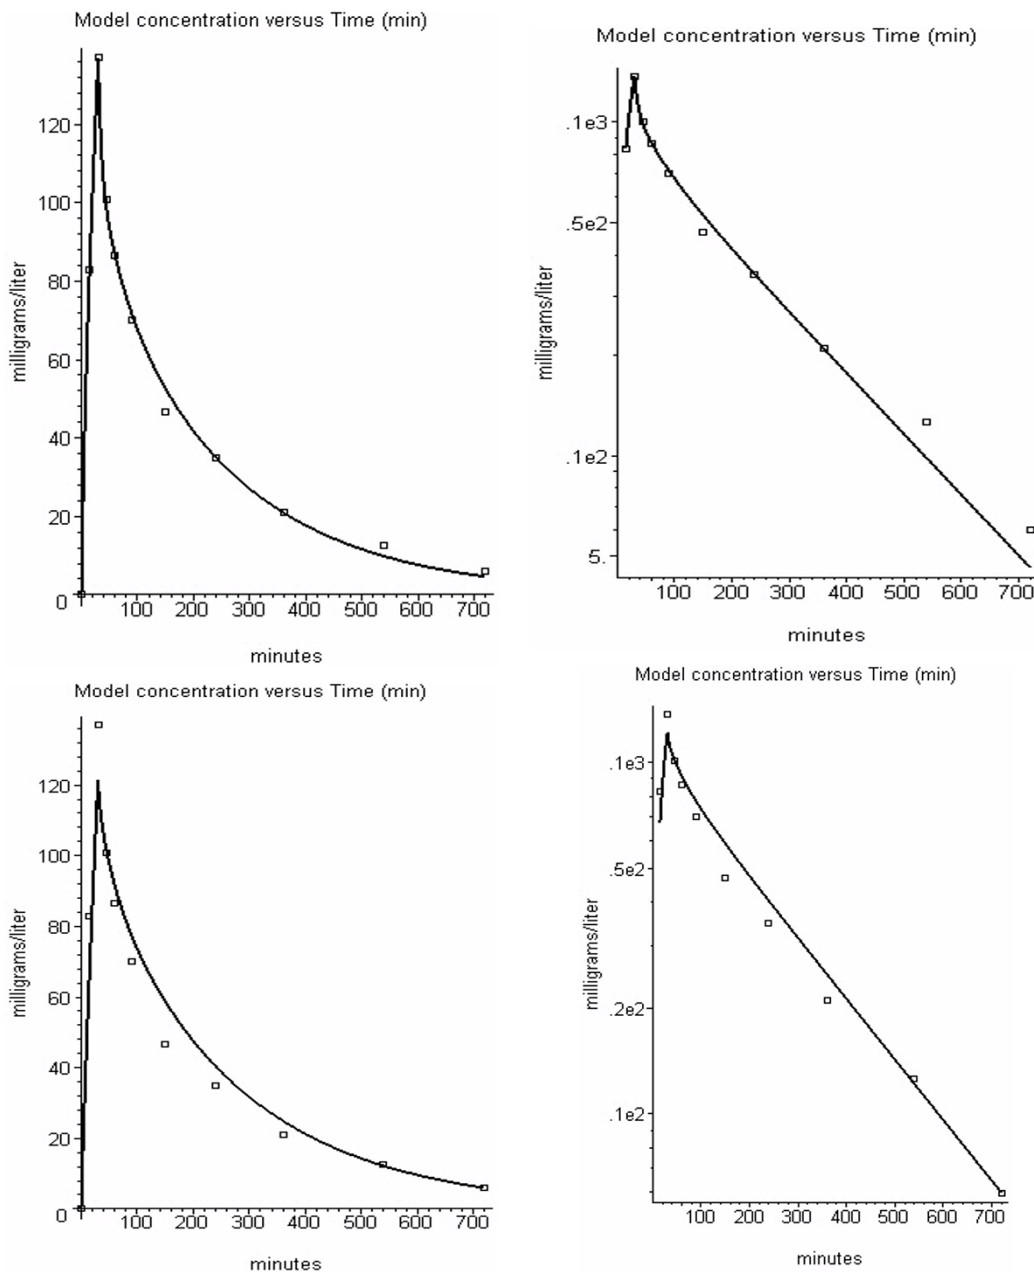 Model concentration versus Time (min)
120
100
80
60
40
20
0
milligrams/liter
100 200 300 400 500 600 700
minutes
Model concentration versus Time (min)
.1e3
.5e2
.1e2
5.
milligrams/liter
100 200 300 400 500 600 700
minutes
Model concentration versus Time (min)
120
100
80
60
40
20
0
milligrams/liter
100 200 300 400 500 600 700
minutes
Model concentration versus Time (min)
.1e3
.5e2
.2e2
.1e2
milligrams/liter
100 200 300 400 500 600 700
minutes